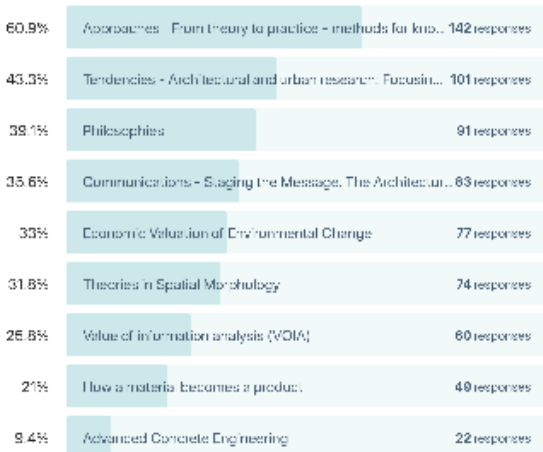 60.9% Approaches - From theory to practice - methods for kno... 142 responses
43.3% Tendencies - Architectural and urban research: Focusin... 101 responses
39.1% Philosophies 91 responses
35.6% Communications - Staging the Message. The Architectur... 83 responses
33% Economic Valuation of Environmental Change 77 responses
31.8% Theories in Spatial Morphology 74 responses
25.8% Value of information analysis (VOIA) 60 responses
21% How a material becomes a product 49 responses
9.4% Advanced Concrete Engineering 22 responses